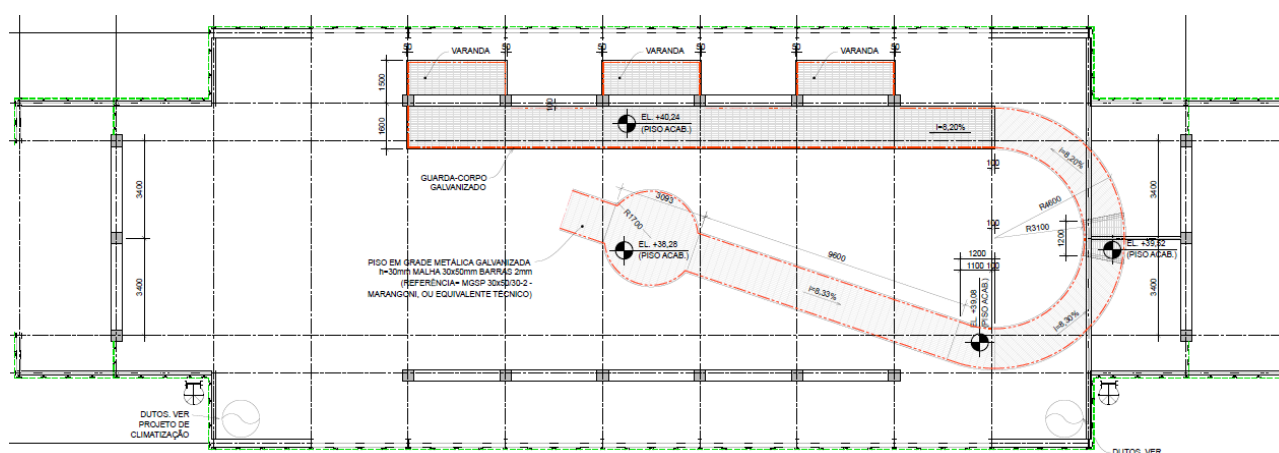 50
50
50
50
50
50
VARANDA
VARANDA
VARANDA
1500
100
1600
EL. +40,24
(PISO ACAB.)
i=8,20%
GUARDA-CORPO
GALVANIZADO
100
i=8,20%
3400
3400
3093
R4600
R1700
100
R3100
1200
EL. +38,28
(PISO ACAB.)
EL. +39,52
(PISO ACAB.)
PISO EM GRADE METÁLICA GALVANIZADA
h=30mm MALHA 30x50mm BARRAS 2mm
(REFERÊNCIA= MGSP 30x50/30-2 -
MARANGONI, OU EQUIVALENTE TÉCNICO)
9600
1200
1100
100
i=8,33%
EL. +39,08
(PISO ACAB.)
i=8,30%
3400
3400
DUTOS. VER
PROJETO DE
CLIMATIZAÇÃO
DUTOS. VER